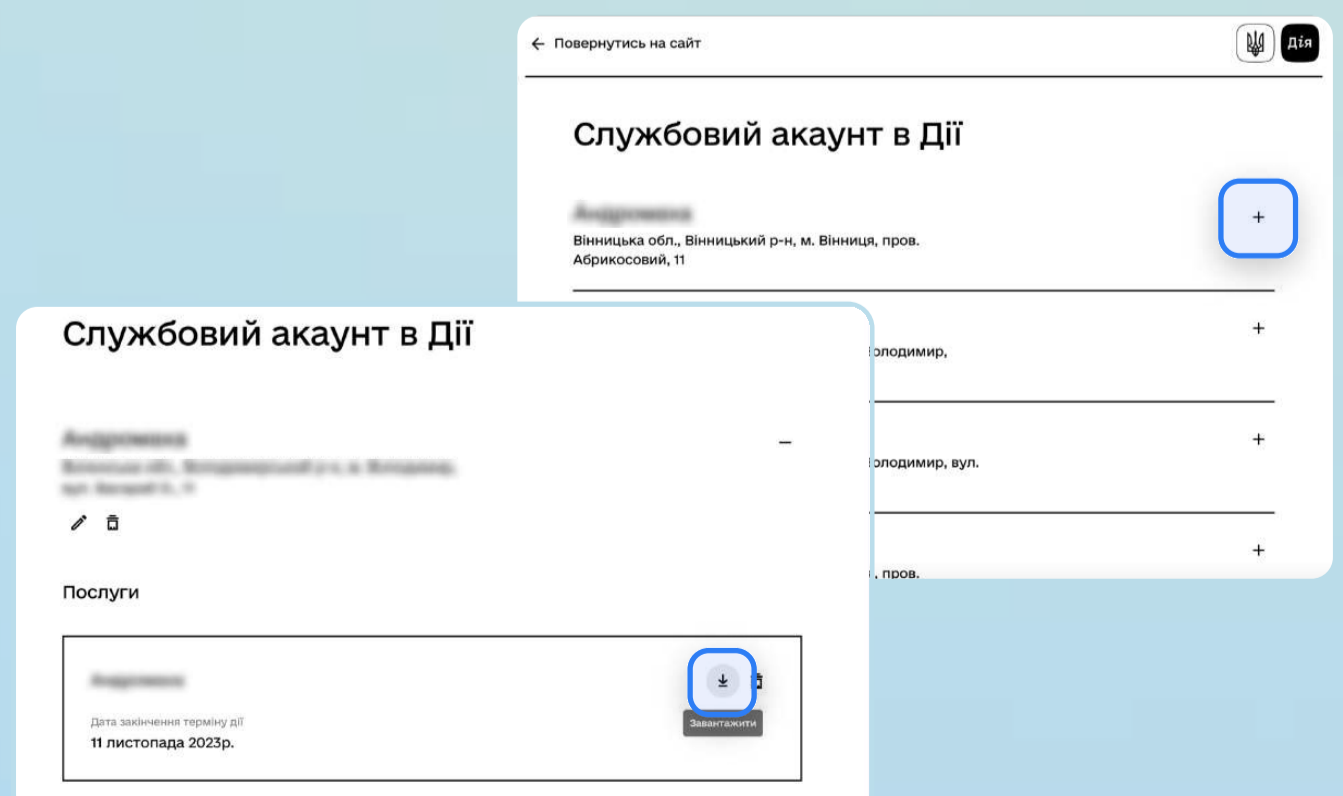 Повернутись на сайт
Дія
Службовий акаунт в Дії
Вінницька обл., Вінницький р-н, м. Вінниця, пров.
Абрикосовий, 11
олодимир,
олодимир, вул.
, пров.
Службовий акаунт в Дії
Послуги
Дата закінчення терміну дії
11 листопада 2023р.
Завантажити